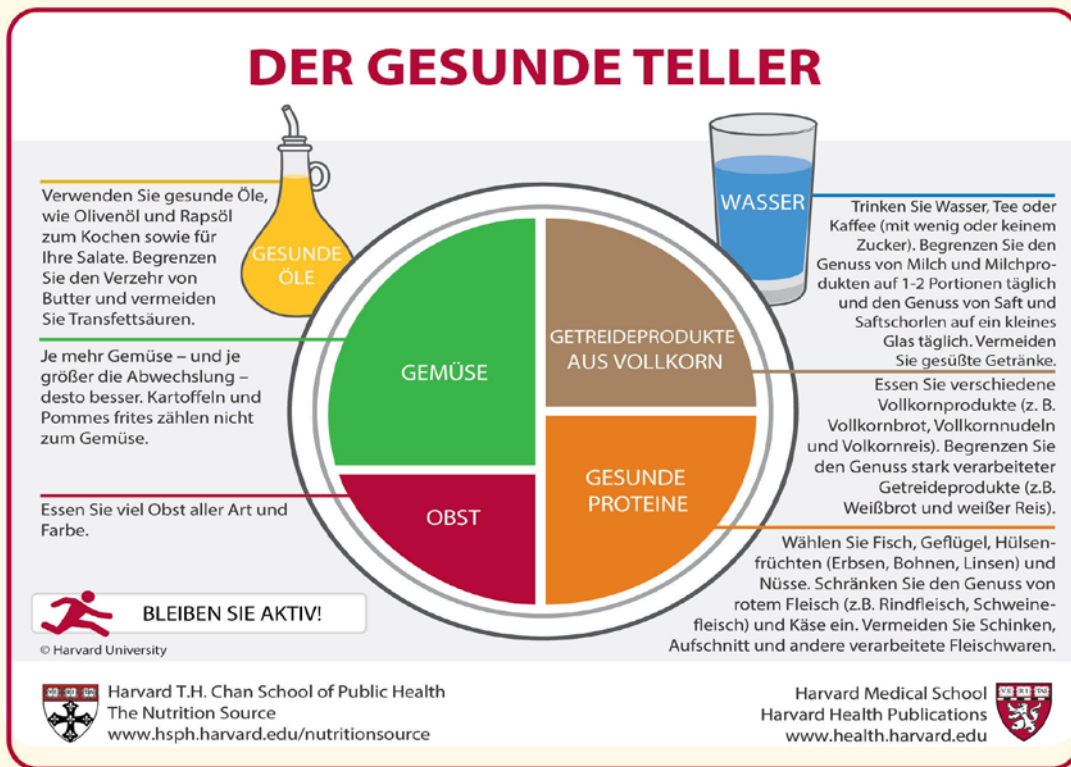 DER GESUNDE TELLER
Verwenden Sie gesunde Öle,
wie Olivenöl und Rapsöl
zum Kochen sowie für
Ihre Salate. Begrenzen
Sie den Verzehr von
Butter und vermeiden
Sie Transfettsäuren.
GESUNDE
ÖLE
Je mehr Gemüse – und je
größer die Abwechslung –
desto besser. Kartoffeln und
Pommes frites zählen nicht
zum Gemüse.
Essen Sie viel Obst aller Art und
Farbe.
GEMÜSE
OBST
GETREIDEPRODUKTE
AUS VOLLKORN
GESUNDE
PROTEINE
WASSER
Trinken Sie Wasser, Tee oder
Kaffee (mit wenig oder keinem
Zucker). Begrenzen Sie den
Genuss von Milch und Milchpro-
dukten auf 1-2 Portionen täglich
und den Genuss von Saft und
Saftschorlen auf ein kleines
Glas täglich. Vermeiden
Sie gesüßte Getränke.
Essen Sie verschiedene
Vollkornprodukte (z. B.
Vollkornbrot, Vollkornnudeln
und Volkornreis). Begrenzen Sie
den Genuss stark verarbeiteter
Getreideprodukte (z.B.
Weißbrot und weißer Reis).
Wählen Sie Fisch, Geflügel, Hülsen-
früchten (Erbsen, Bohnen, Linsen) und
Nüsse. Schränken Sie den Genuss von
rotem Fleisch (z.B. Rindfleisch, Schweine-
fleisch) und Käse ein. Vermeiden Sie Schinken,
Aufschnitt und andere verarbeitete Fleischwaren.
BLEIBEN SIE AKTIV!
© Harvard University
Harvard T.H. Chan School of Public Health
The Nutrition Source
www.hsph.harvard.edu/nutritionsource
Harvard Medical School
Harvard Health Publications
www.health.harvard.edu
VE RI TAS